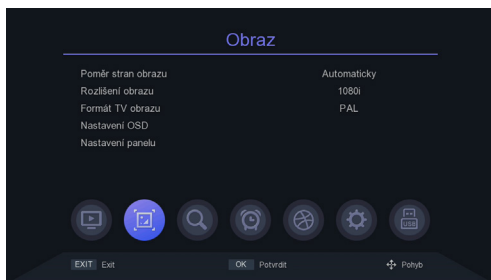 Obraz
Poměr stran obrazu Automaticky
Rozlišení obrazu 1080i
Formát TV obrazu PAL
Nastavení OSD
Nastavení panelu
USB
EXIT Exit OK Potvrdit Pohyb